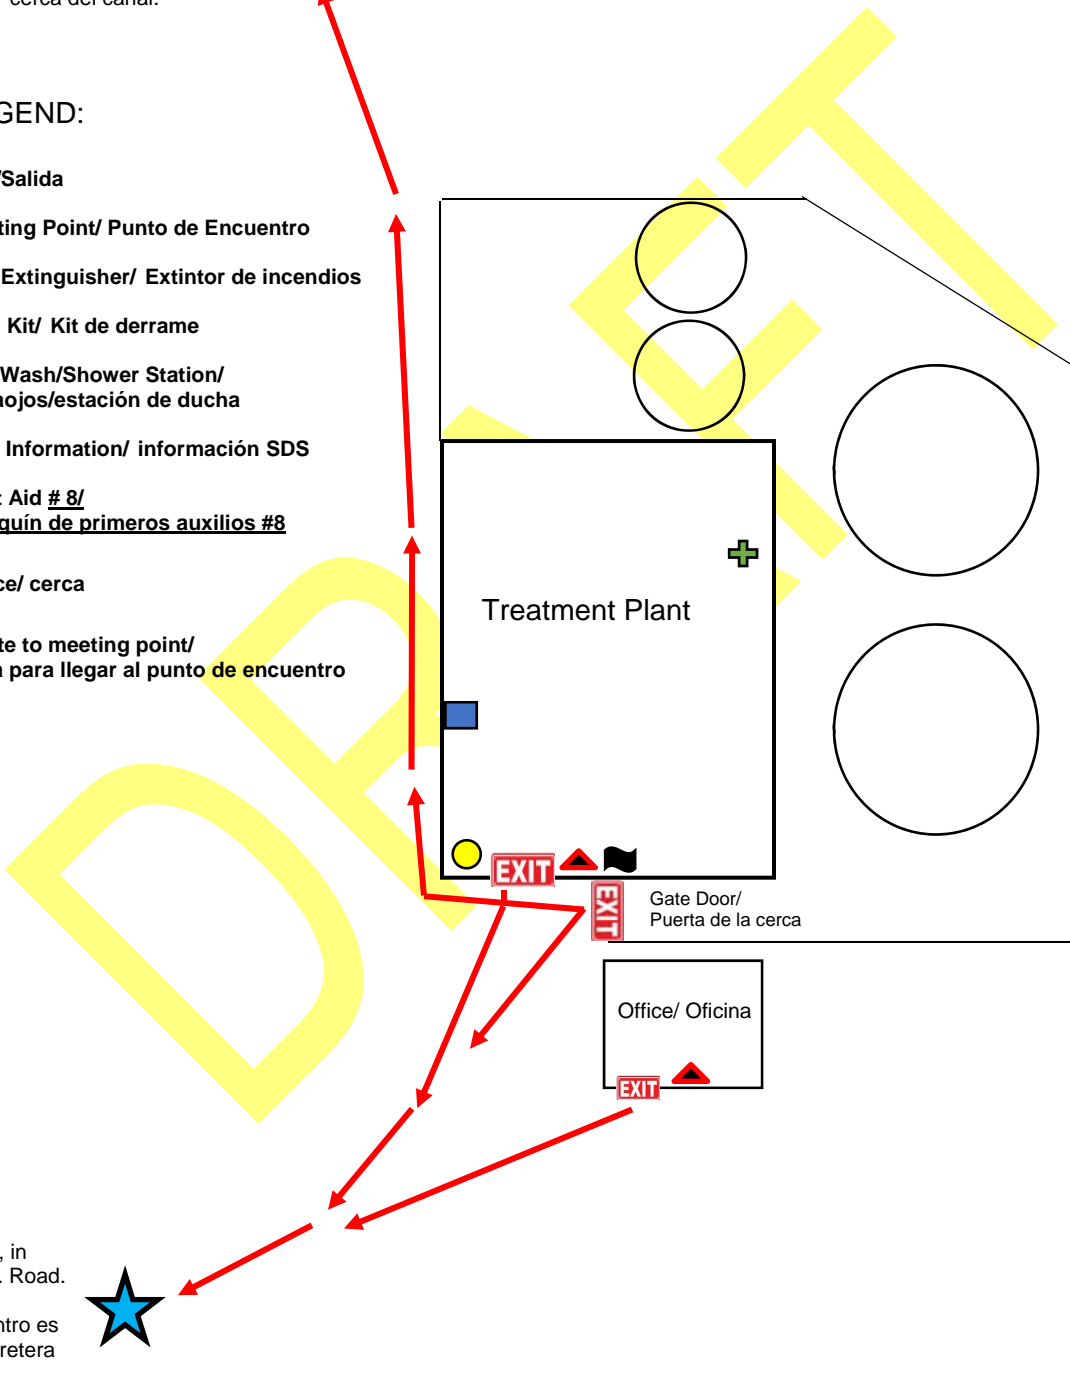 cerca del canal.
GEND:
/Salida
ting Point/ Punto de Encuentro
Extinguisher/ Extintor de incendios
Kit/ Kit de derrame
Wash/Shower Station/
aojos/estación de ducha
Information/ información SDS
t Aid # 8/
quín de primeros auxilios #8
ce/ cerca
te to meeting point/
a para llegar al punto de encuentro
Treatment Plant
EXIT
EXIT
Gate Door/
Puerta de la cerca
Office/ Oficina
EXIT
, in
. Road.
ntro es
retera
DRAFT